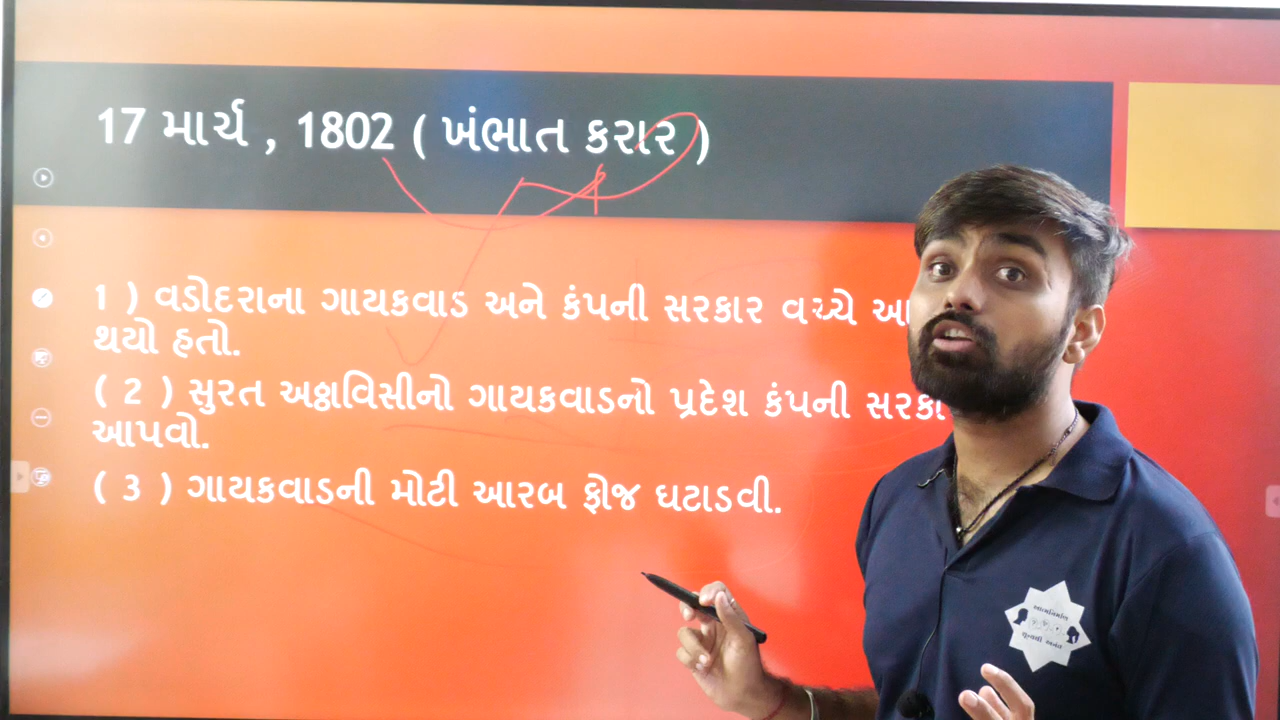 17 માર્ચ , 1802 ( ખંભાત કરાર )
1 ) વડોદરાના ગાયકવાડ અને કંપની સરકાર વચ્ચે
થયો હતો.
( 2 ) સુરત અઠ્ઠાવિસીનો ગાયકવાડનો પ્રદેશ કંપની
આપવો.
( 3 ) ગાયકવાડની મોટી આરબ ફોજ ઘટાડવી.